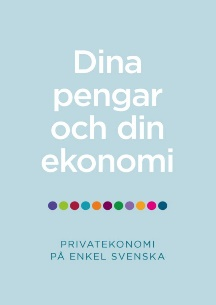 Dina
pengar
och din
ekonomi
PRIVATEKONOMI
PÅ ENKEL SVENSKA